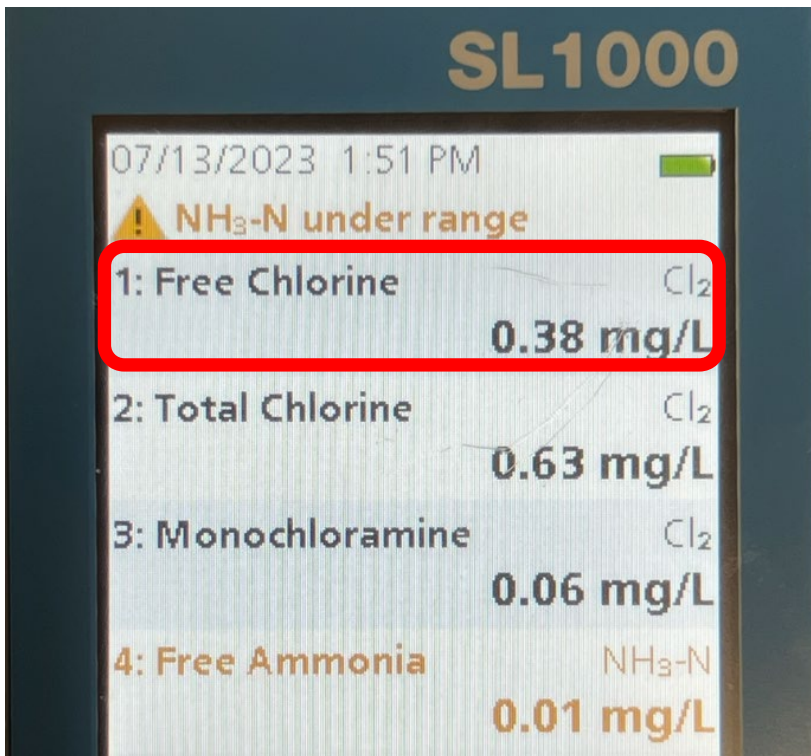 SL1000
07/13/2023 1:51 PM
NH₃-N under range
1: Free Chlorine Cl₂
0.38 mg/L
2: Total Chlorine Cl₂
0.63 mg/L
3: Monochloramine Cl₂
0.06 mg/L
4: Free Ammonia NH₃-N
0.01 mg/L